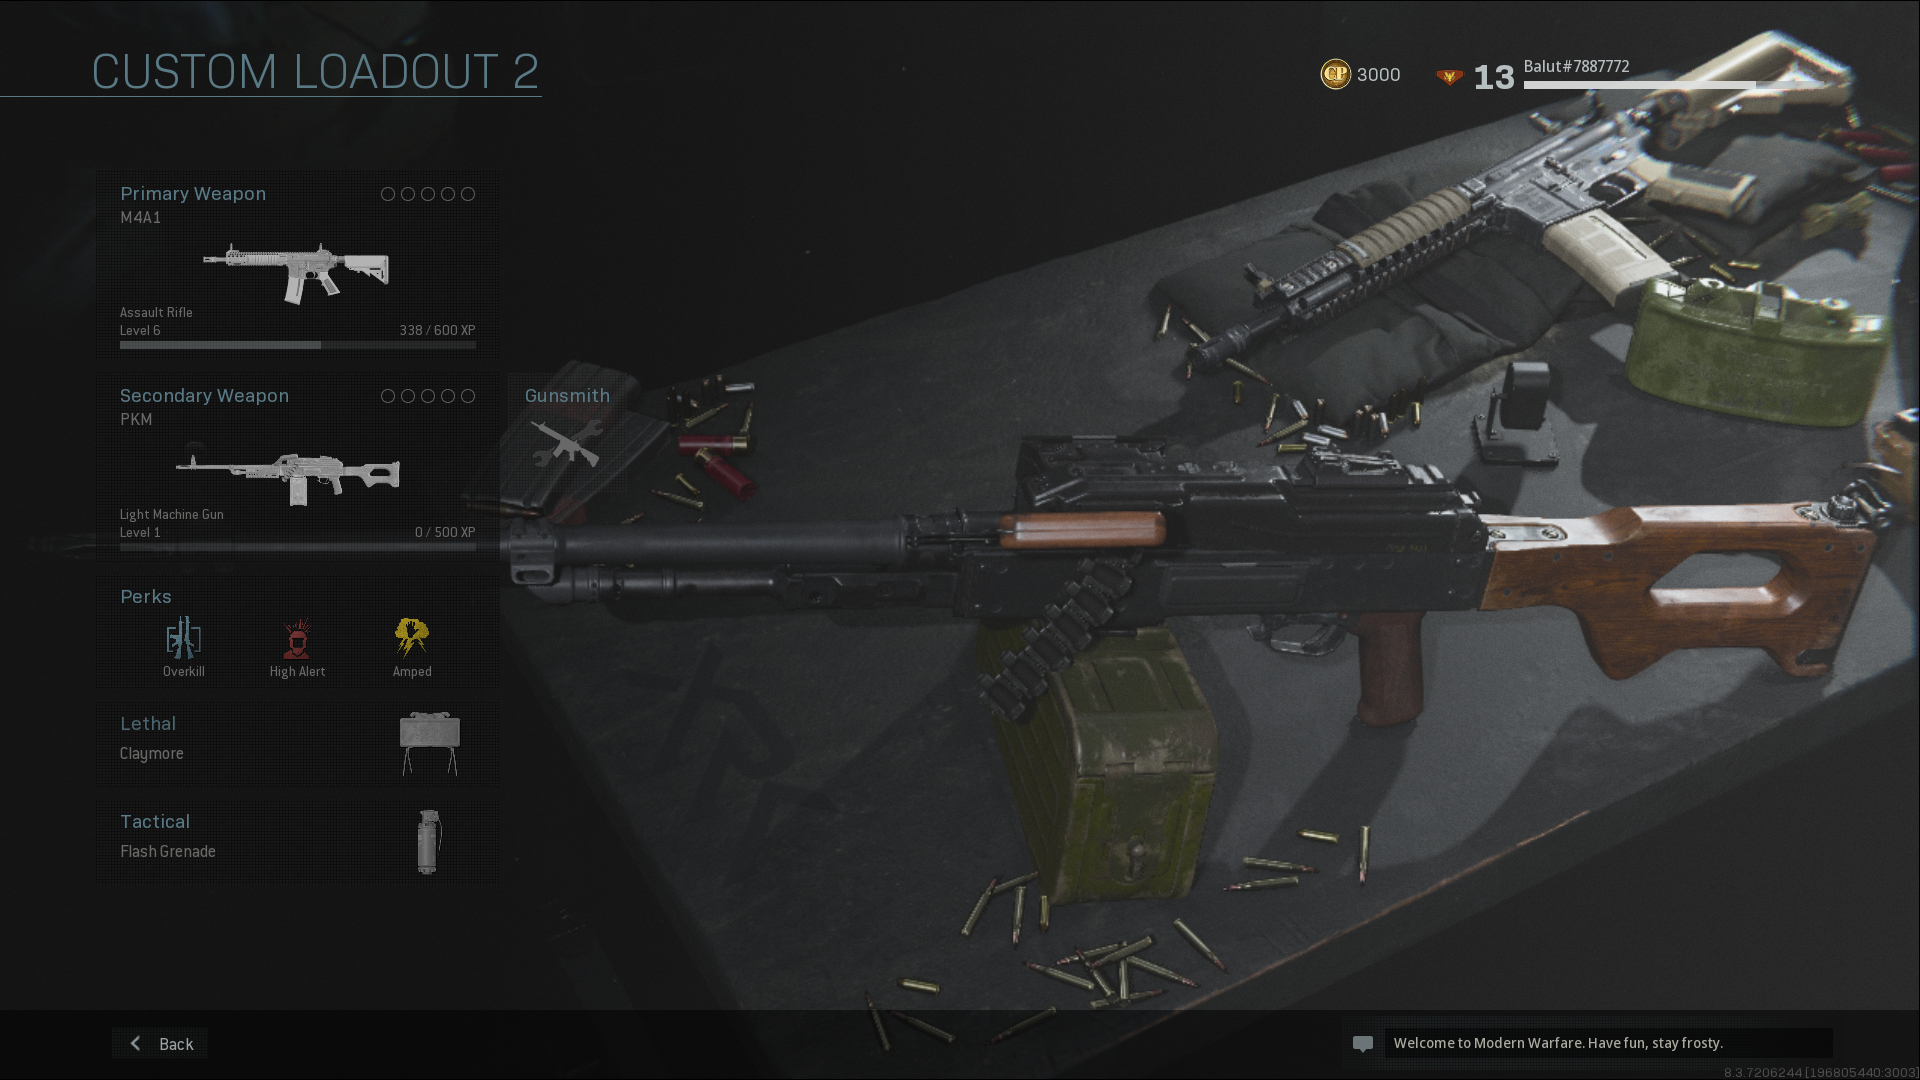 CUSTOM LOADOUT 2
CP 3000
13
Balut#7887772
Primary Weapon
M4A1
Assault Rifle
Level 6
338 / 600 XP
Secondary Weapon
PKM
Light Machine Gun
Level 1
0 / 500 XP
Gunsmith
Perks
Overkill
High Alert
Amped
Lethal
Claymore
Tactical
Flash Grenade
Back
Welcome to Modern Warfare. Have fun, stay frosty.
8.3.7206244 [196805440:3003]